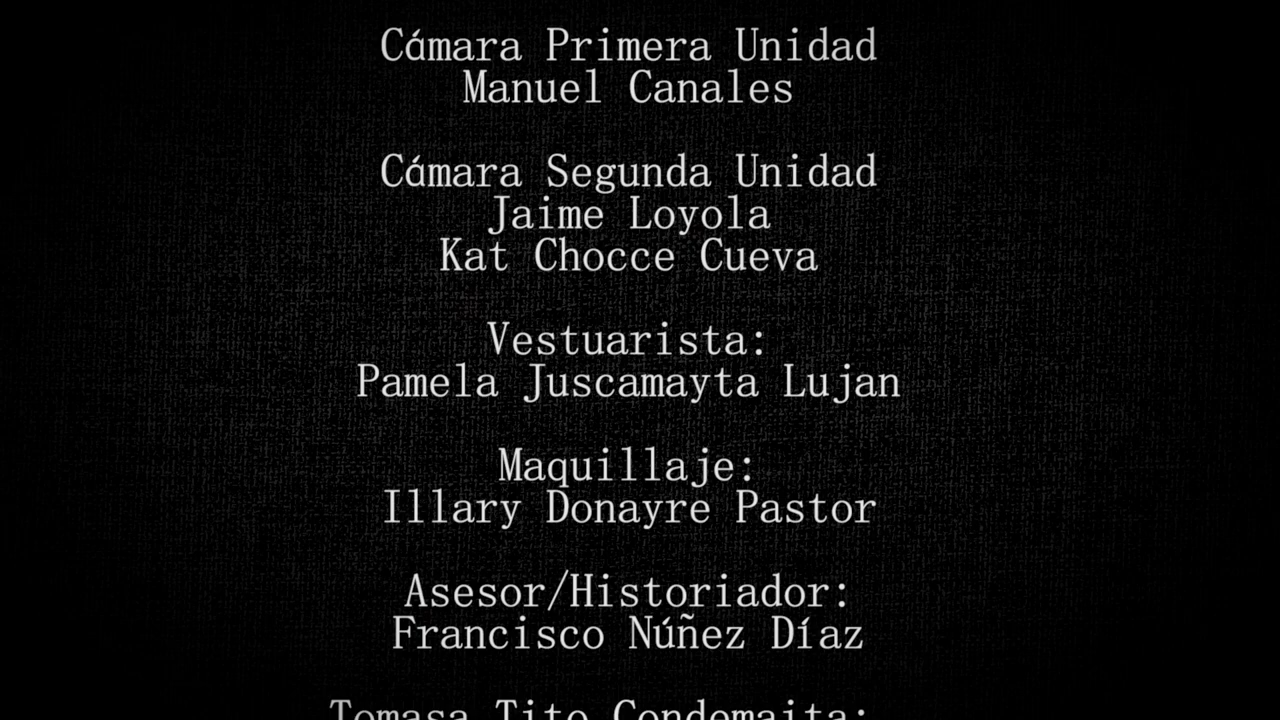 Cámara Primera Unidad
Manuel Canales
Cámara Segunda Unidad
Jaime Loyola
Kat Chocce Cueva
Vestuarista:
Pamela Juscamayta Lujan
Maquillaje:
Illary Donayre Pastor
Asesor/Historiador:
Francisco Núñez Díaz
Tomasa Tito Condemaita: